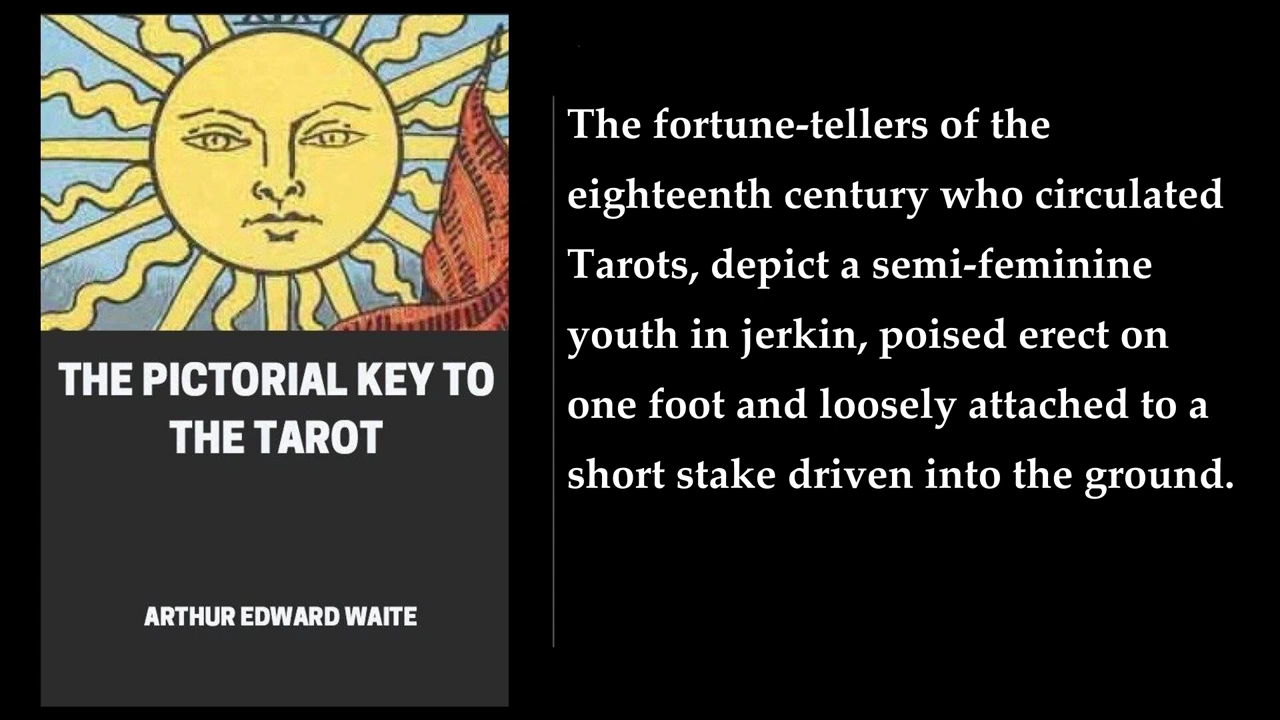 XIX
THE PICTORIAL KEY TO
THE TAROT
ARTHUR EDWARD WAITE
The fortune-tellers of the
eighteenth century who circulated
Tarots, depict a semi-feminine
youth in jerkin, poised erect on
one foot and loosely attached to a
short stake driven into the ground.